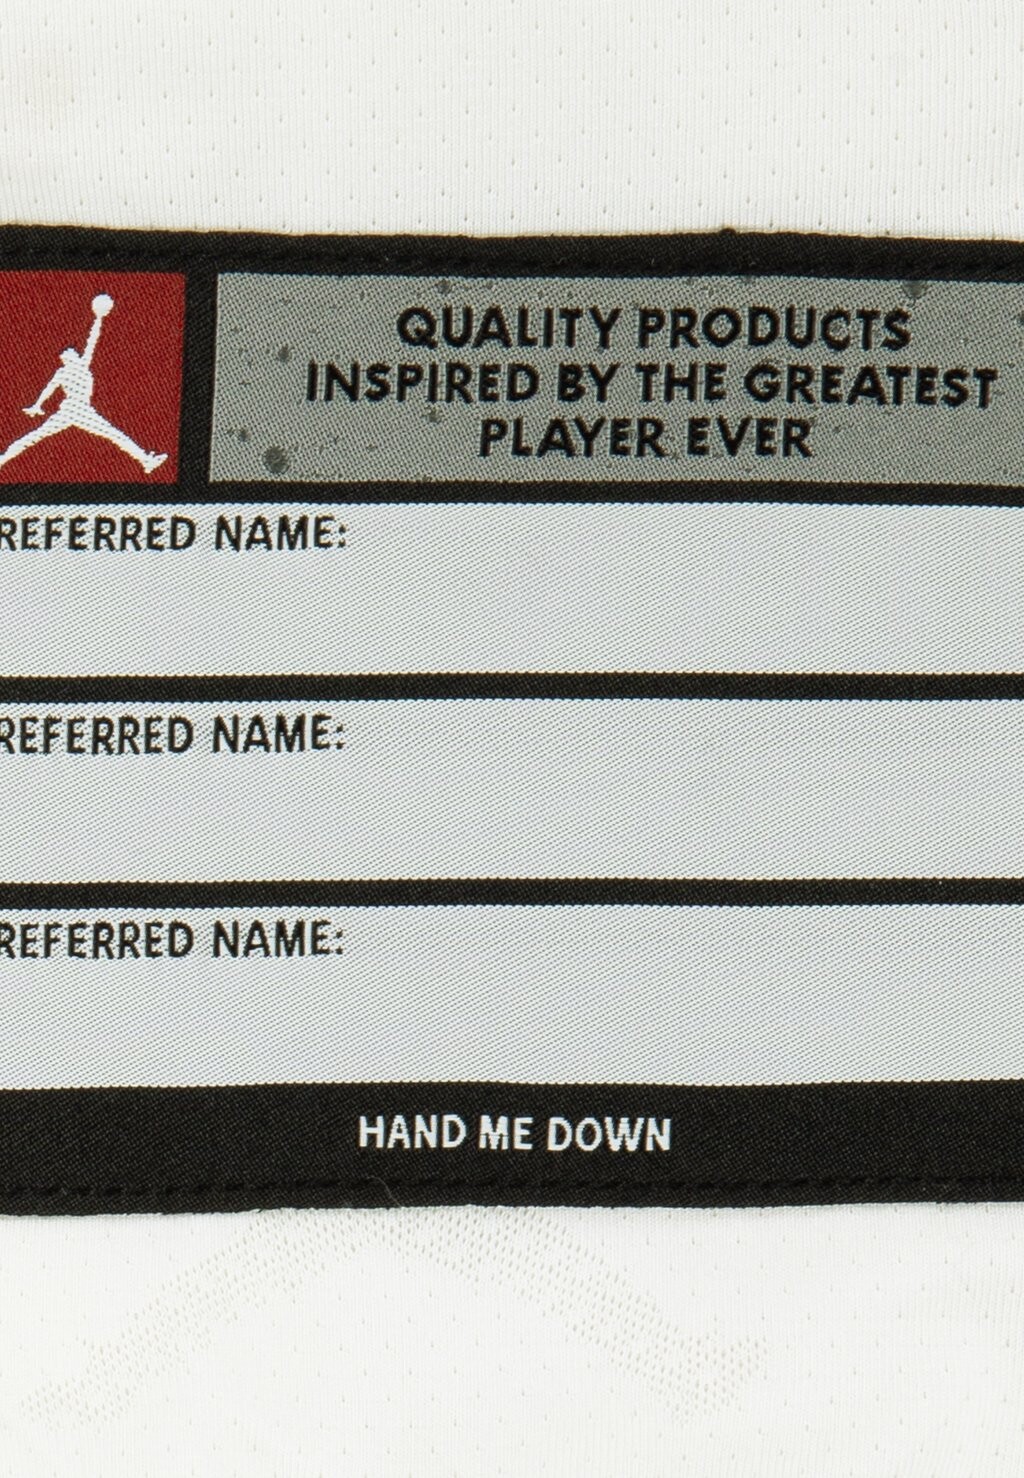 QUALITY PRODUCTS
INSPIRED BY THE GREATEST
PLAYER EVER
REFERRED NAME:
REFERRED NAME:
REFERRED NAME:
HAND ME DOWN